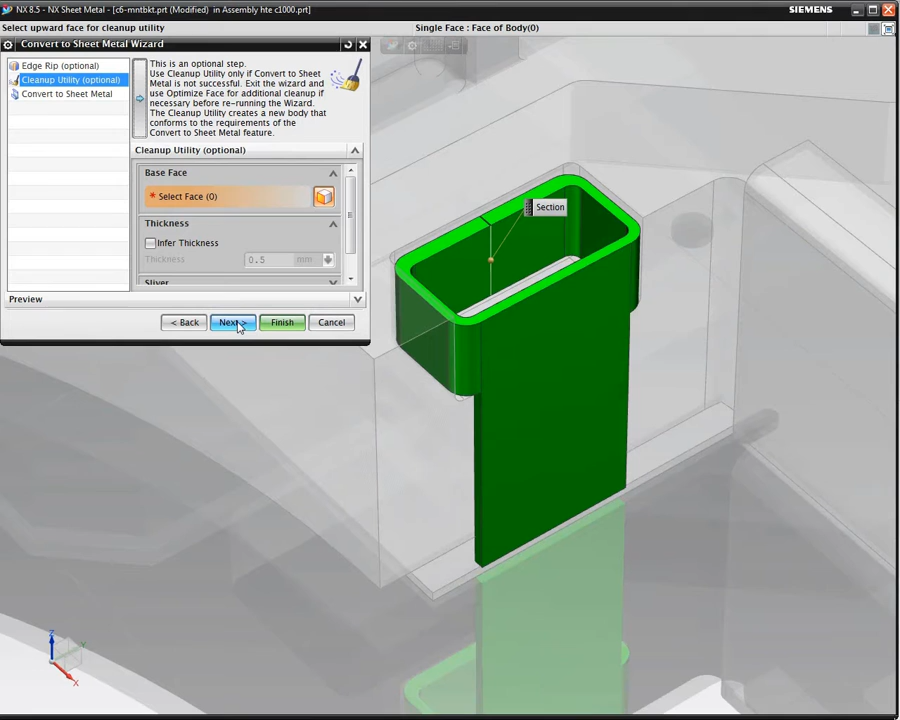 NX 8.5 - NX Sheet Metal - [c6-mntbkt.prt (Modified)  in Assembly hte c1000.prt]
SIEMENS
Select upward face for cleanup utility
Single Face : Face of Body(0)
Convert to Sheet Metal Wizard
Edge Rip (optional)
Cleanup Utility (optional)
Convert to Sheet Metal
This is an optional step.
Use Cleanup Utility only if Convert to Sheet
Metal is not successful. Exit the wizard and
use Optimize Face for additional cleanup if
necessary before re-running the Wizard.
The Cleanup Utility creates a new body that
conforms to the requirements of the
Convert to Sheet Metal feature.
Cleanup Utility (optional)
Base Face
* Select Face (0)
Thickness
Infer Thickness
Thickness
0.5
mm
Sliver
Preview
< Back
Next >
Finish
Cancel
Section
Z
Y
X